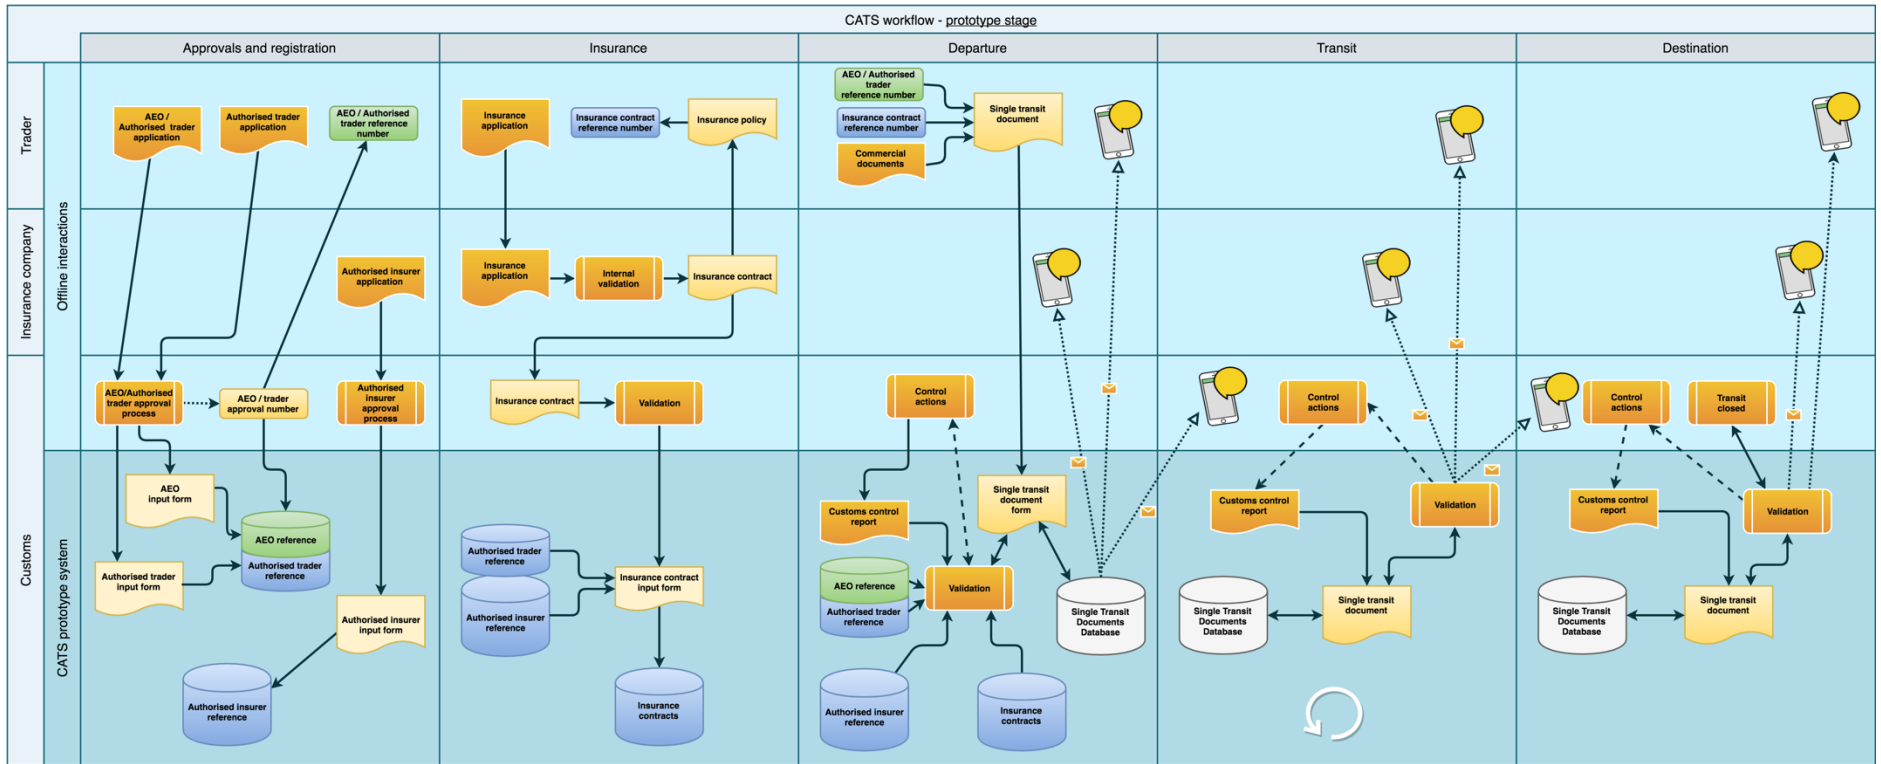 CATS workflow - prototype stage
Approvals and registration
Insurance
Departure
Transit
Destination
Trader
Insurance company
Customs
Offline interactions
CATS prototype system
AEO /
Authorised trader
application
Authorised trader
application
AEO / Authorised
trader reference
number
Authorised insurer
application
AEO/Authorised
trader approval
process
AEO / trader
approval number
Authorised
insurer
approval
process
AEO
input form
AEO reference
Authorised trader
reference
Authorised trader
input form
Authorised insurer
input form
Authorised insurer
reference
Insurance
application
Insurance contract
reference number
Insurance policy
Insurance
application
Internal
validation
Insurance contract
Insurance contract
Validation
Authorised trader
reference
Authorised insurer
reference
Insurance contract
input form
Insurance
contracts
AEO / Authorised
trader
reference number
Insurance contract
reference number
Commercial
documents
Single transit
document
Control
actions
Customs control
report
Single transit
document
form
AEO reference
Authorised trader
reference
Validation
Single Transit
Documents
Database
Authorised insurer
reference
Insurance
contracts
Control
actions
Customs control
report
Validation
Single Transit
Documents
Database
Single transit
document
Control
actions
Transit
closed
Customs control
report
Validation
Single Transit
Documents
Database
Single transit
document